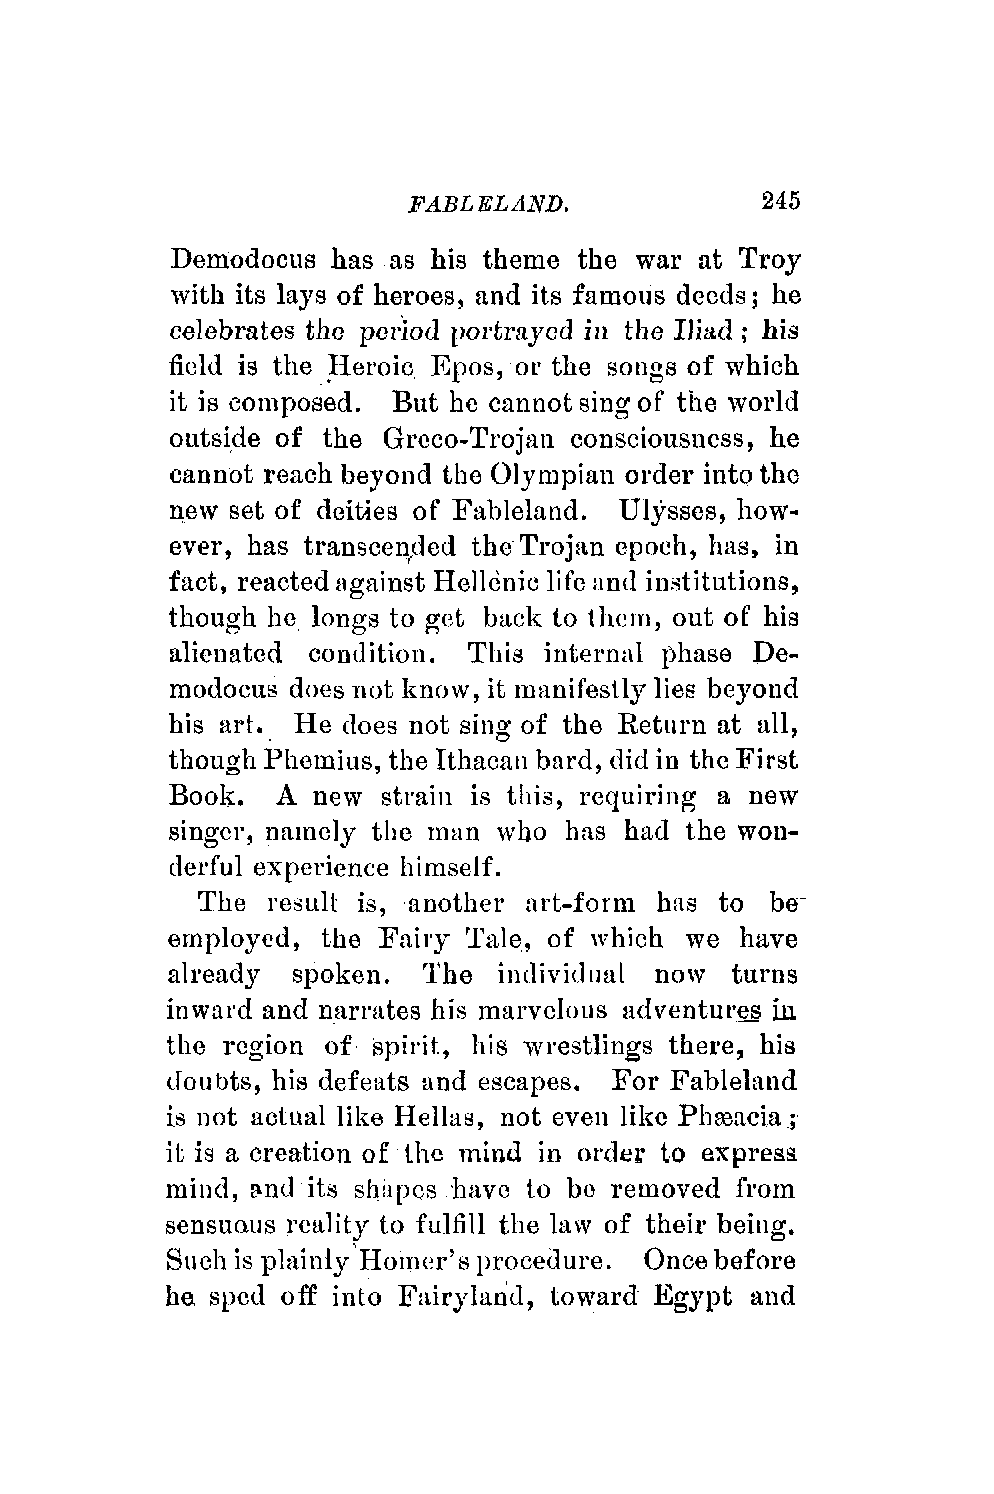 FABLELAND. 245
Demodocus has as his theme the war at Troy
with its lays of heroes, and its famous deeds; he
celebrates the period portrayed in the Iliad; his
field is the Heroic Epos, or the songs of which
it is composed. But he cannot sing of the world
outside of the Greco-Trojan consciousness, he
cannot reach beyond the Olympian order into the
new set of deities of Fableland. Ulysses, how-
ever, has transcended the Trojan epoch, has, in
fact, reacted against Hellenic life and institutions,
though he longs to get back to them, out of his
alienated condition. This internal phase De-
modocus does not know, it manifestly lies beyond
his art. He does not sing of the Return at all,
though Phemius, the Ithacan bard, did in the First
Book. A new strain is this, requiring a new
singer, namely the man who has had the won-
derful experience himself.
The result is, another art-form has to be
employed, the Fairy Tale, of which we have
already spoken. The individual now turns
inward and narrates his marvelous adventures in
the region of spirit, his wrestlings there, his
doubts, his defeats and escapes. For Fableland
is not actual like Hellas, not even like Phæacia;
it is a creation of the mind in order to express
mind, and its shapes have to be removed from
sensuous reality to fulfill the law of their being.
Such is plainly Homer's procedure. Once before
he sped off into Fairyland, toward Egypt and